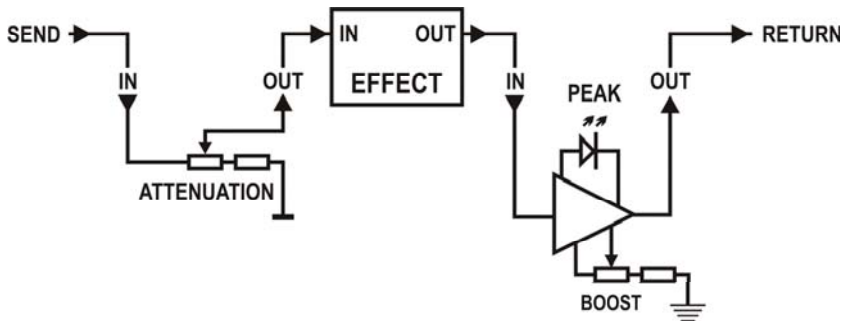 SEND
IN
OUT
IN
OUT
EFFECT
ATTENUATION
IN
PEAK
OUT
RETURN
BOOST